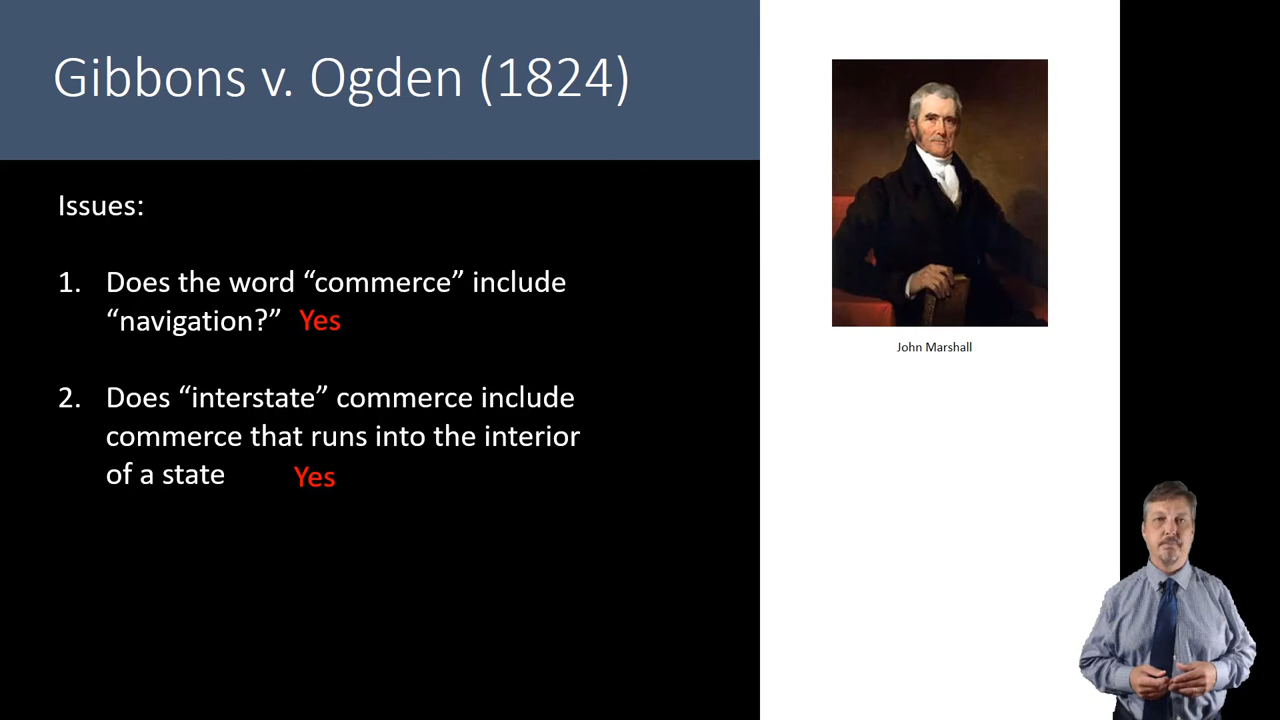 Gibbons v. Ogden (1824)
Issues:
1. Does the word “commerce” include
“navigation?” Yes
2. Does “interstate” commerce include
commerce that runs into the interior
of a state Yes
John Marshall